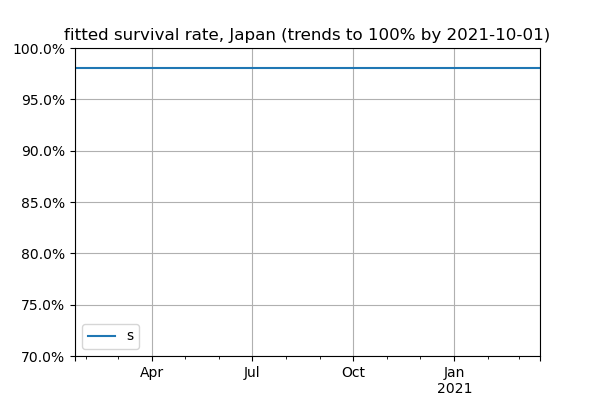 fitted survival rate, Japan (trends to 100% by 2021-10-01)
100.0%
95.0%
90.0%
85.0%
80.0%
75.0%
70.0%
s
Apr Jul Oct Jan
2021